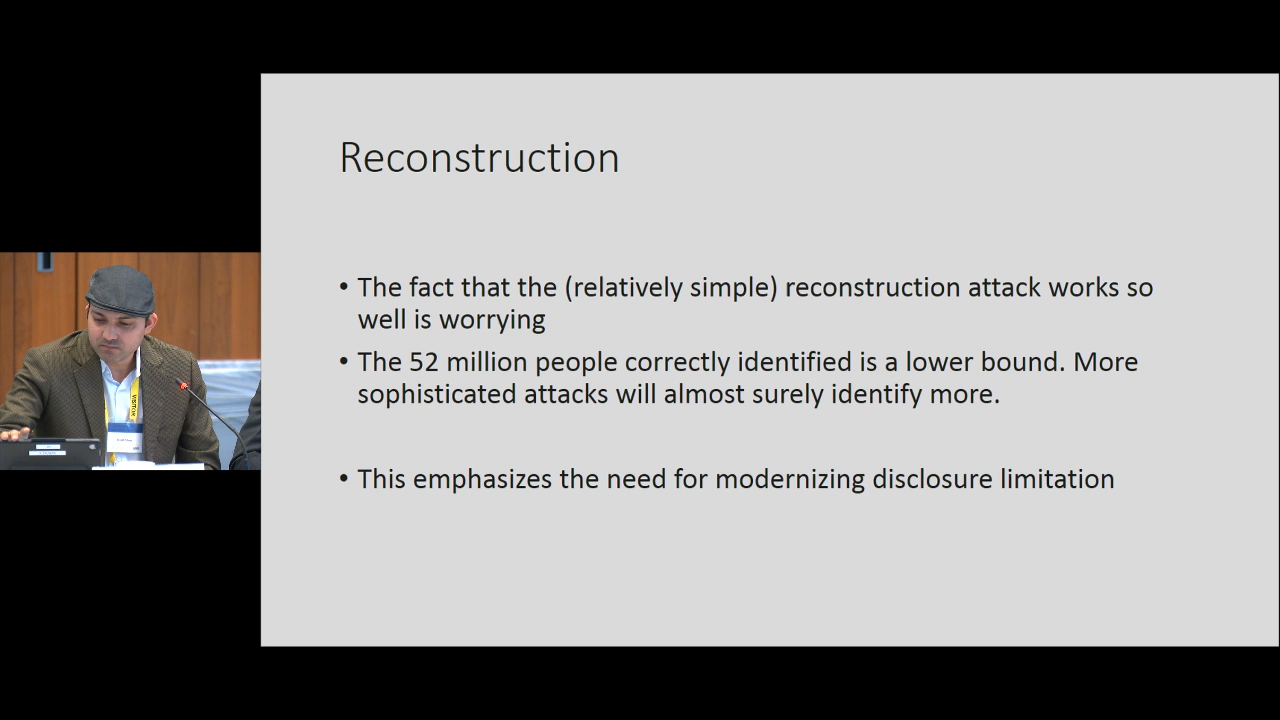 Reconstruction
• The fact that the (relatively simple) reconstruction attack works so
well is worrying
• The 52 million people correctly identified is a lower bound. More
sophisticated attacks will almost surely identify more.
• This emphasizes the need for modernizing disclosure limitation
VISITOR